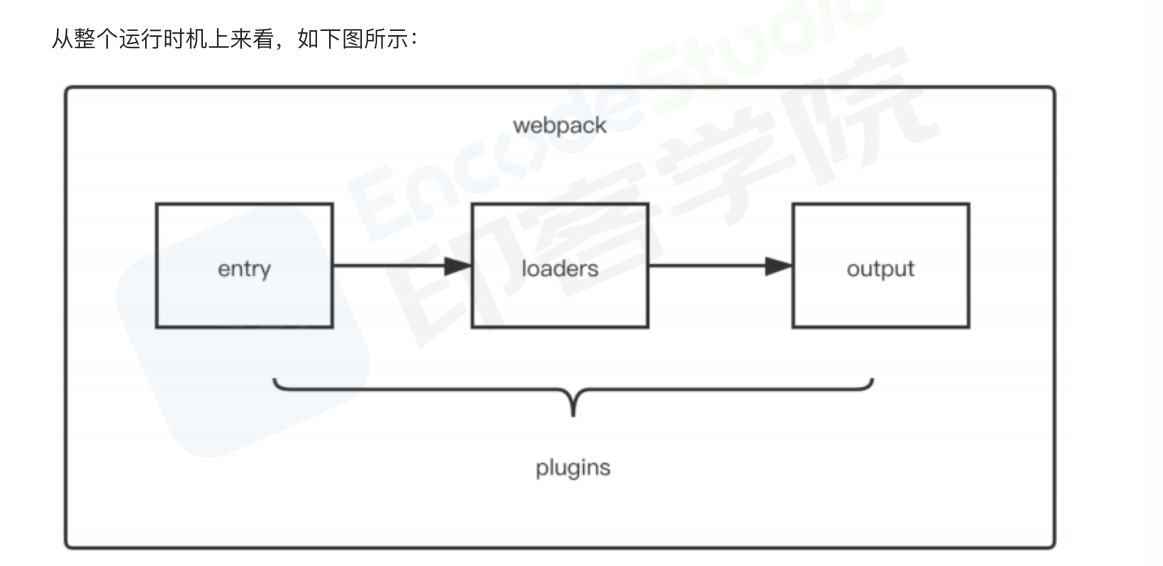 从整个运行时机上来看，如下图所示：
EncodeStudio
印客学院
webpack
entry
loaders
output
plugins